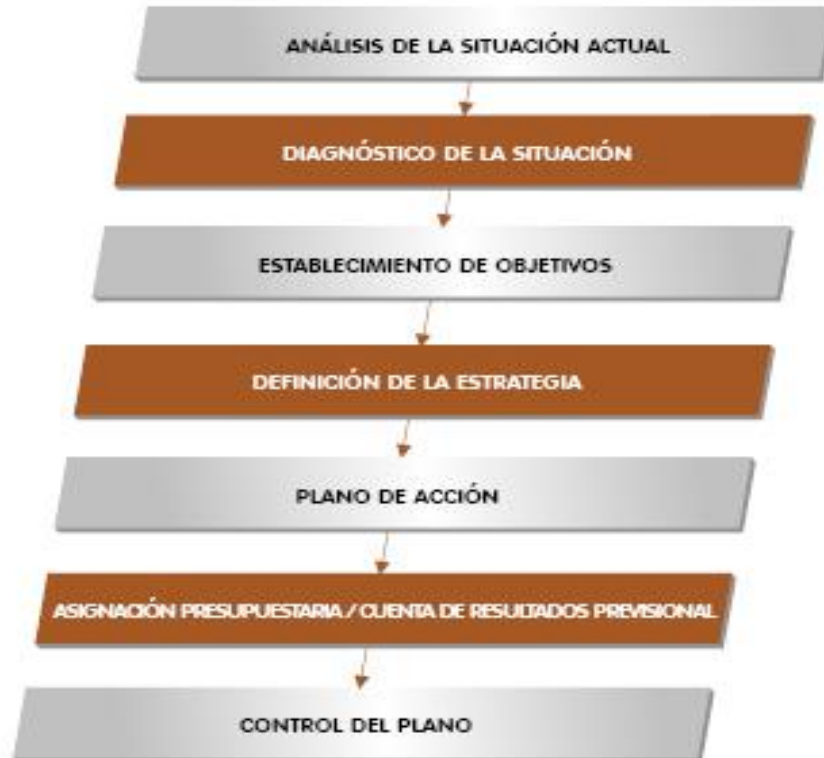 ANÁLISIS DE LA SITUACIÓN ACTUAL
DIAGNÓSTICO DE LA SITUACIÓN
ESTABLECIMIENTO DE OBJETIVOS
DEFINICIÓN DE LA ESTRATEGIA
PLANO DE ACCIÓN
ASIGNACIÓN PRESUPUESTARIA / CUENTA DE RESULTADOS PREVISIONAL
CONTROL DEL PLANO